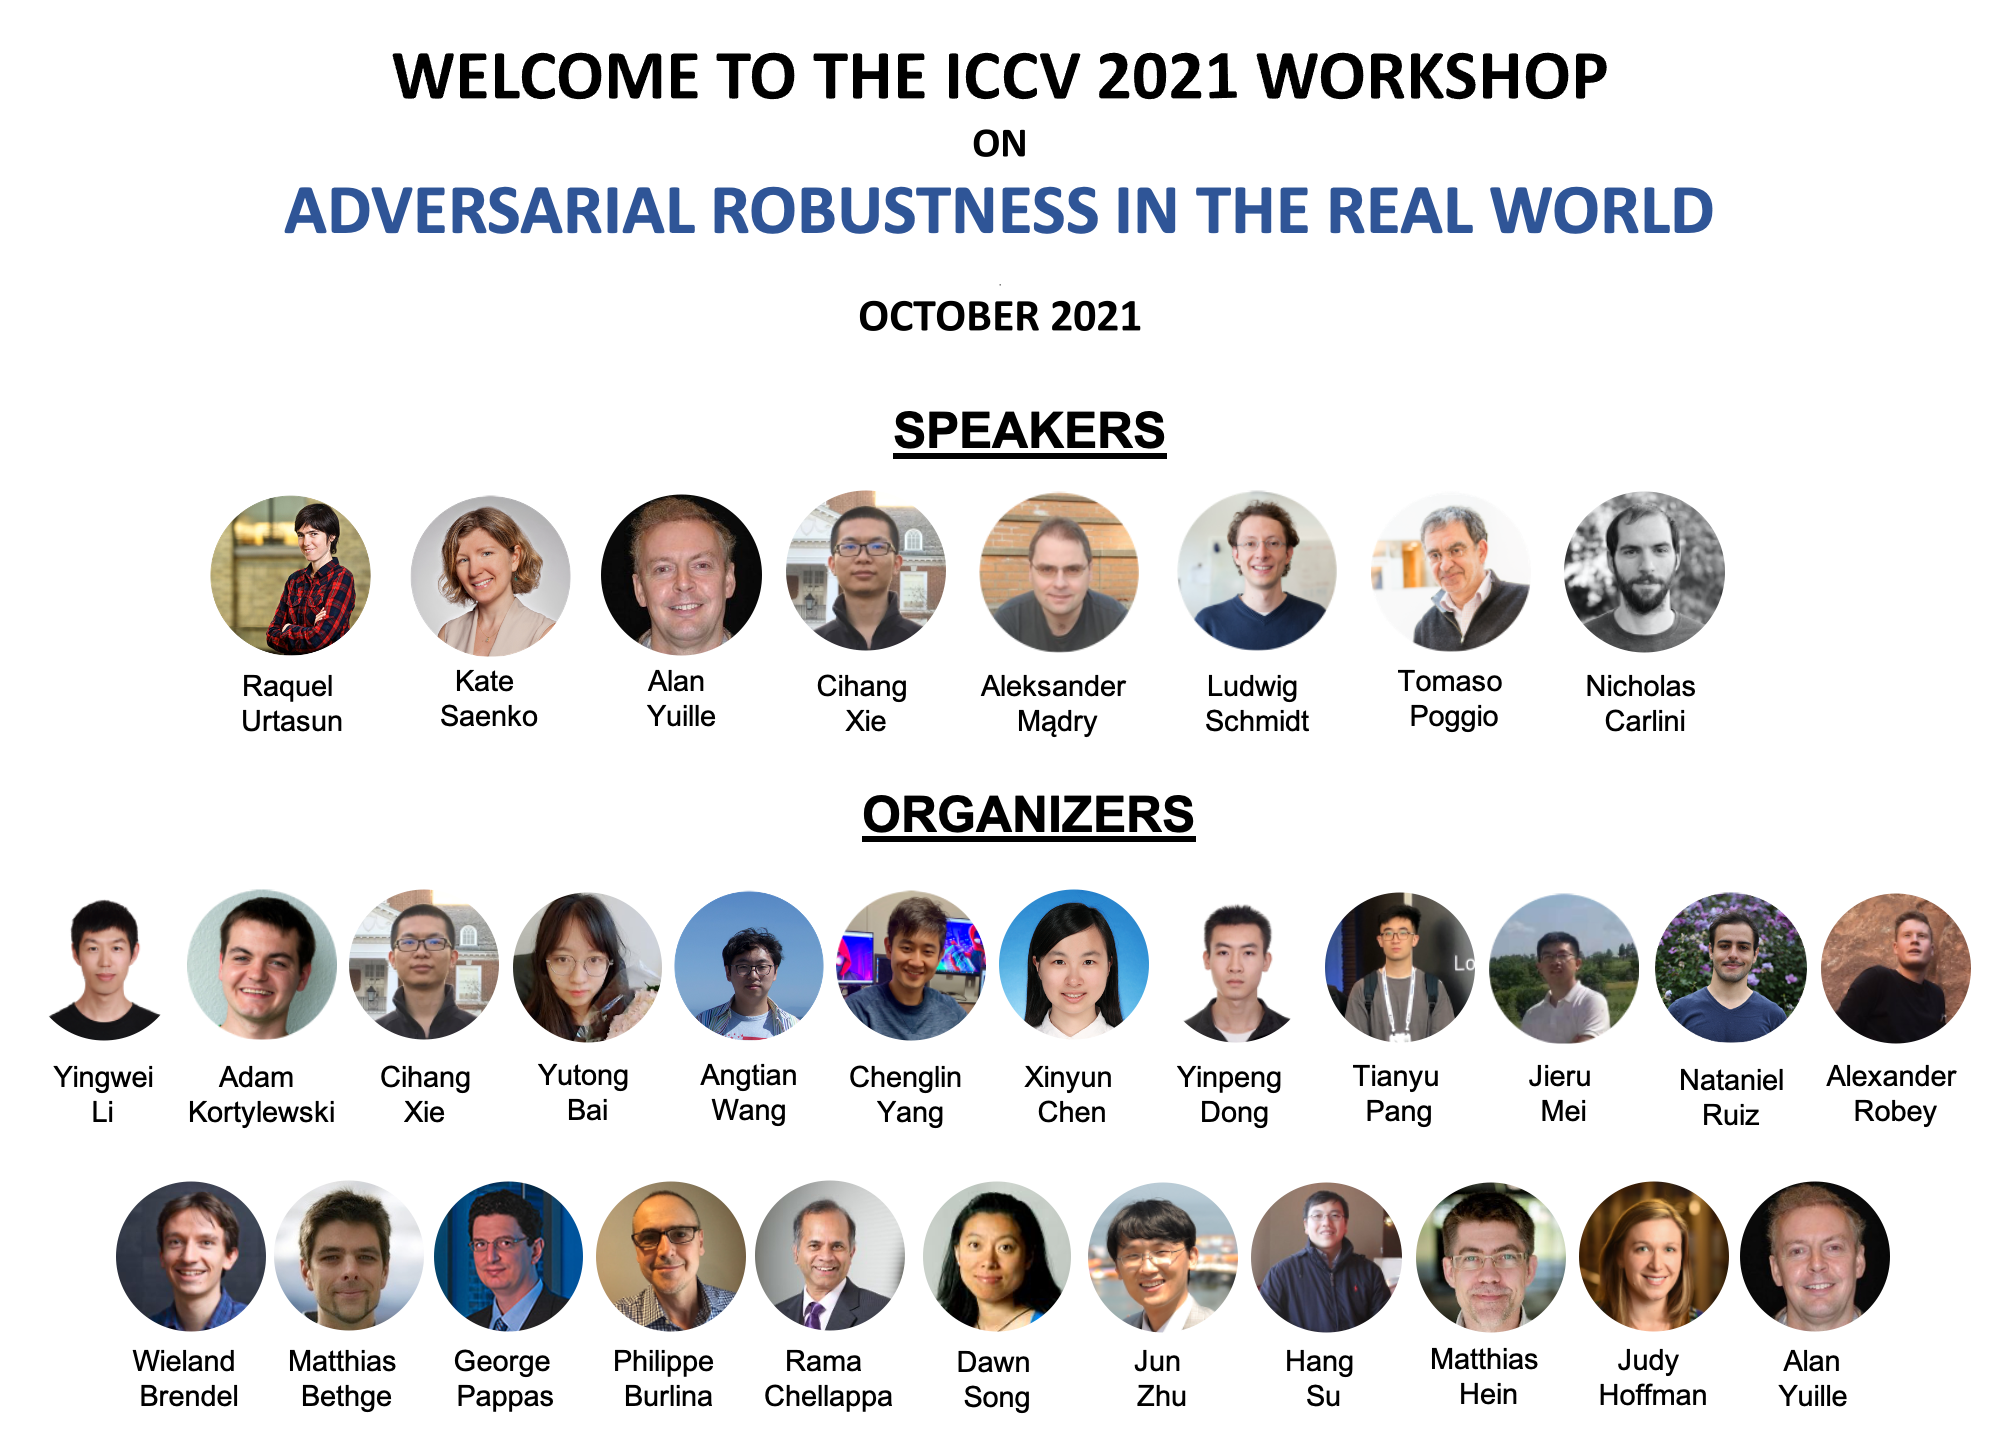 WELCOME TO THE ICCV 2021 WORKSHOP
ON
ADVERSARIAL ROBUSTNESS IN THE REAL WORLD
OCTOBER 2021
SPEAKERS
Raquel Urtasun
Kate Saenko
Alan Yuille
Cihang Xie
Aleksander Mądry
Ludwig Schmidt
Tomaso Poggio
Nicholas Carlini
ORGANIZERS
Lo
Yingwei Li
Adam Kortylewski
Cihang Xie
Yutong Bai
Angtian Wang
Chenglin Yang
Xinyun Chen
Yinpeng Dong
Tianyu Pang
Jieru Mei
Nataniel Ruiz
Alexander Robey
Wieland Brendel
Matthias Bethge
George Pappas
Philippe Burlina
Rama Chellappa
Dawn Song
Jun Zhu
Hang Su
Matthias Hein
Judy Hoffman
Alan Yuille